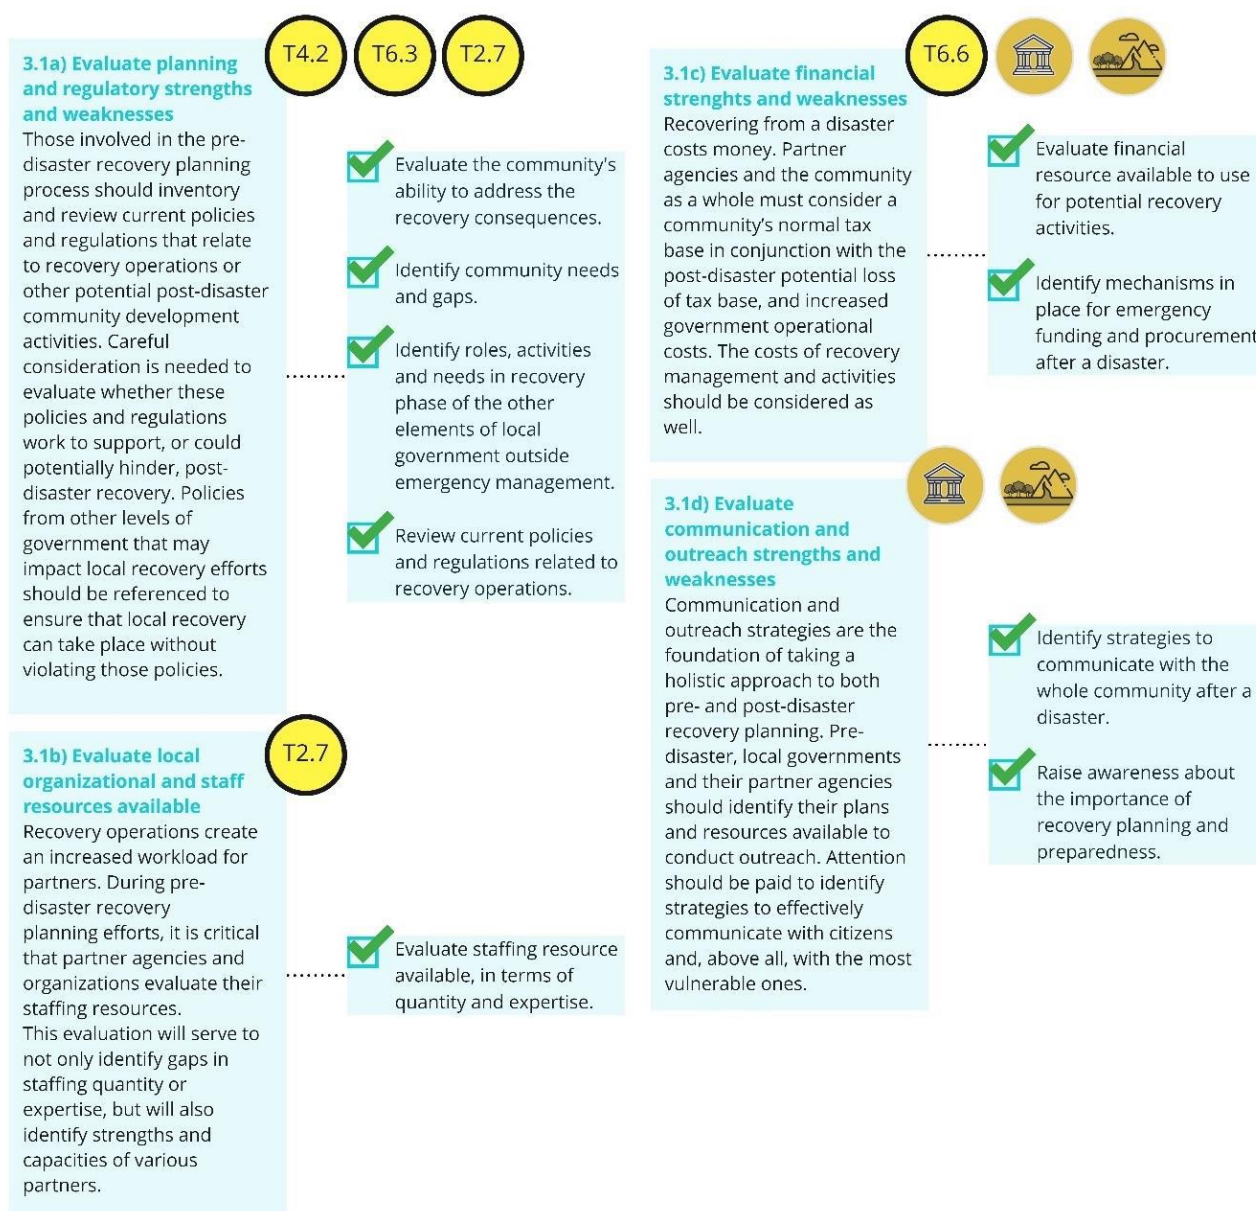 T4.2
T6.3
T2.7
3.1a) Evaluate planning
and regulatory strengths
and weaknesses
Those involved in the pre-
disaster recovery planning
process should inventory
and review current policies
and regulations that relate
to recovery operations or
other potential post-disaster
community development
activities. Careful
consideration is needed to
evaluate whether these
policies and regulations
work to support, or could
potentially hinder, post-
disaster recovery. Policies
from other levels of
government that may
impact local recovery efforts
should be referenced to
ensure that local recovery
can take place without
violating those policies.
Evaluate the community's
ability to address the
recovery consequences.
Identify community needs
and gaps.
Identify roles, activities
and needs in recovery
phase of the other
elements of local
government outside
emergency management.
Review current policies
and regulations related to
recovery operations.
T2.7
3.1b) Evaluate local
organizational and staff
resources available
Recovery operations create
an increased workload for
partners. During pre-
disaster recovery
planning efforts, it is critical
that partner agencies and
organizations evaluate their
staffing resources.
This evaluation will serve to
not only identify gaps in
staffing quantity or
expertise, but will also
identify strengths and
capacities of various
partners.
Evaluate staffing resource
available, in terms of
quantity and expertise.
T6.6
3.1c) Evaluate financial
strenghts and weaknesses
Recovering from a disaster
costs money. Partner
agencies and the community
as a whole must consider a
community’s normal tax
base in conjunction with the
post-disaster potential loss
of tax base, and increased
government operational
costs. The costs of recovery
management and activities
should be considered as
well.
Evaluate financial
resource available to use
for potential recovery
activities.
Identify mechanisms in
place for emergency
funding and procurement
after a disaster.
3.1d) Evaluate
communication and
outreach strengths and
weaknesses
Communication and
outreach strategies are the
foundation of taking a
holistic approach to both
pre- and post-disaster
recovery planning. Pre-
disaster, local governments
and their partner agencies
should identify their plans
and resources available to
conduct outreach. Attention
should be paid to identify
strategies to effectively
communicate with citizens
and, above all, with the most
vulnerable ones.
Identify strategies to
communicate with the
whole community after a
disaster.
Raise awareness about
the importance of
recovery planning and
preparedness.